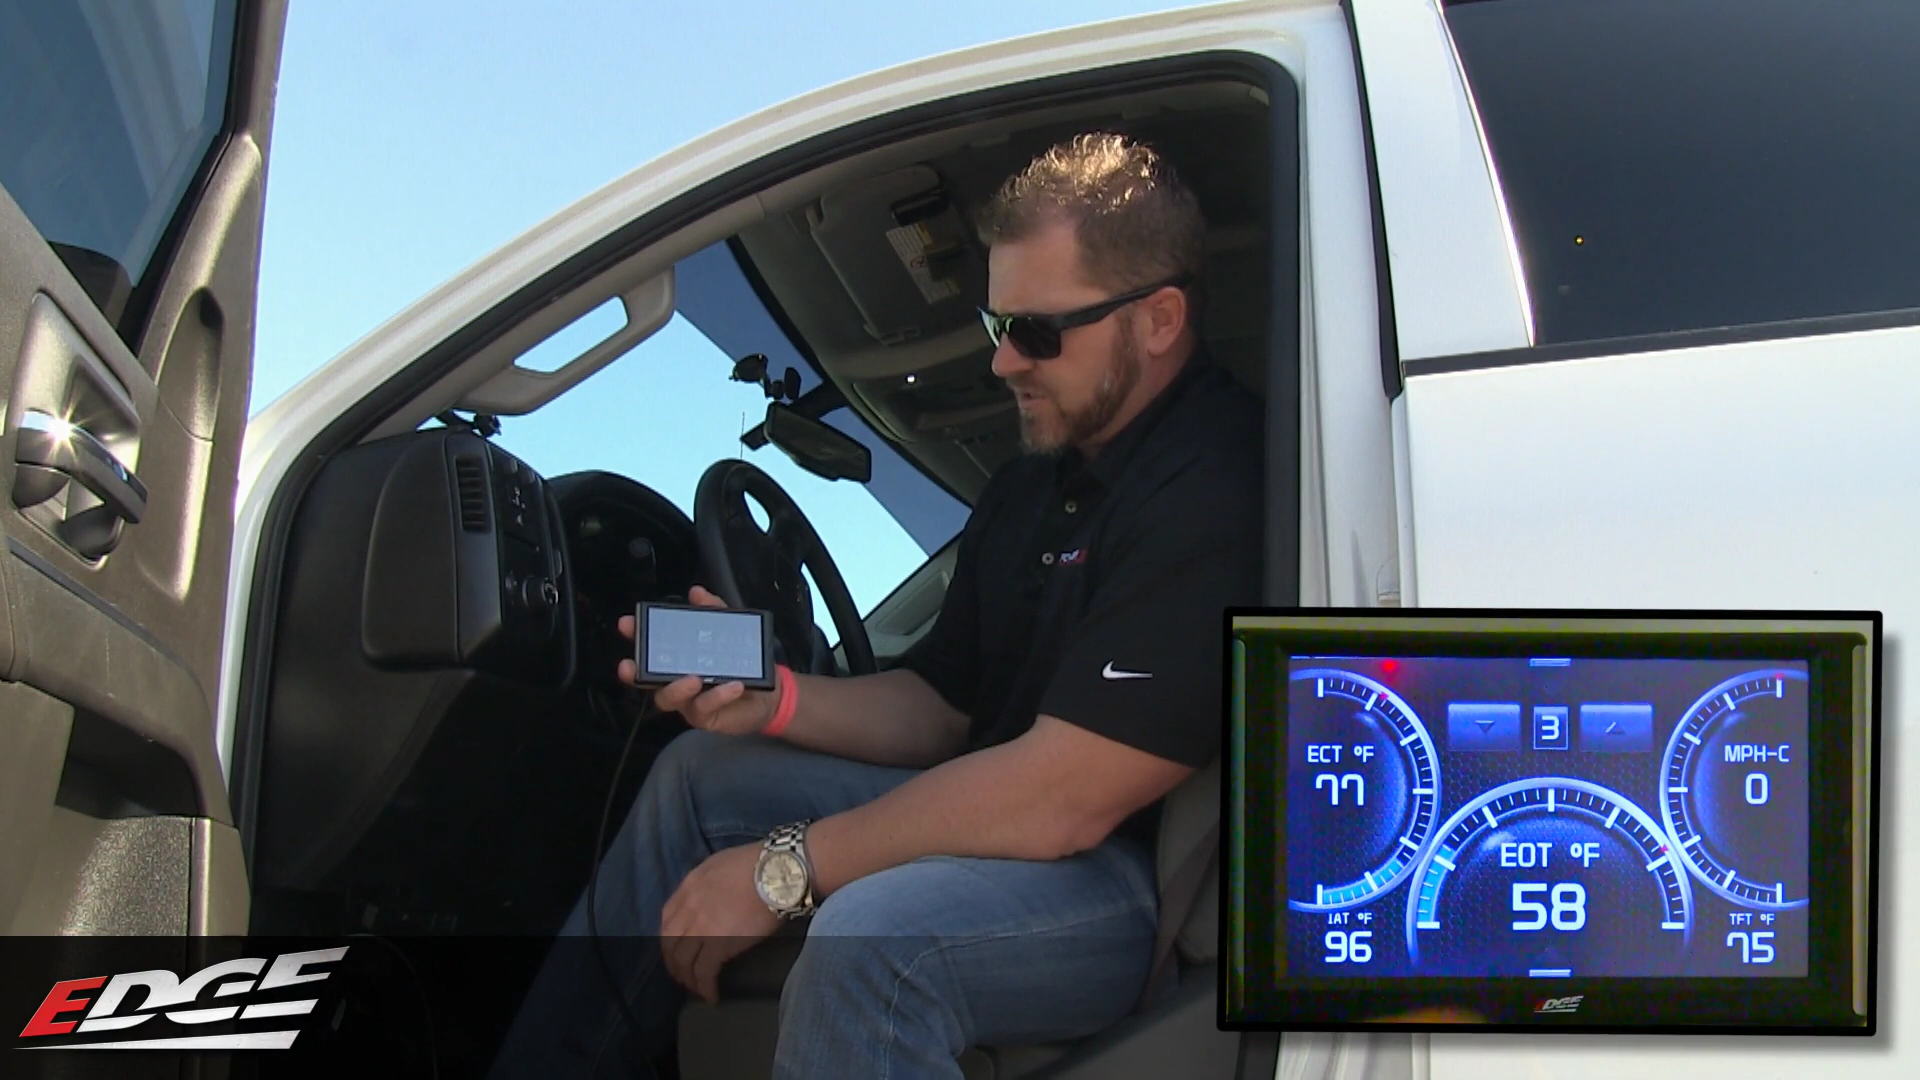 3
ECT °F
77
MPH-C
0
EOT °F
58
IAT °F
96
TFT °F
75
EDGE
EDGE